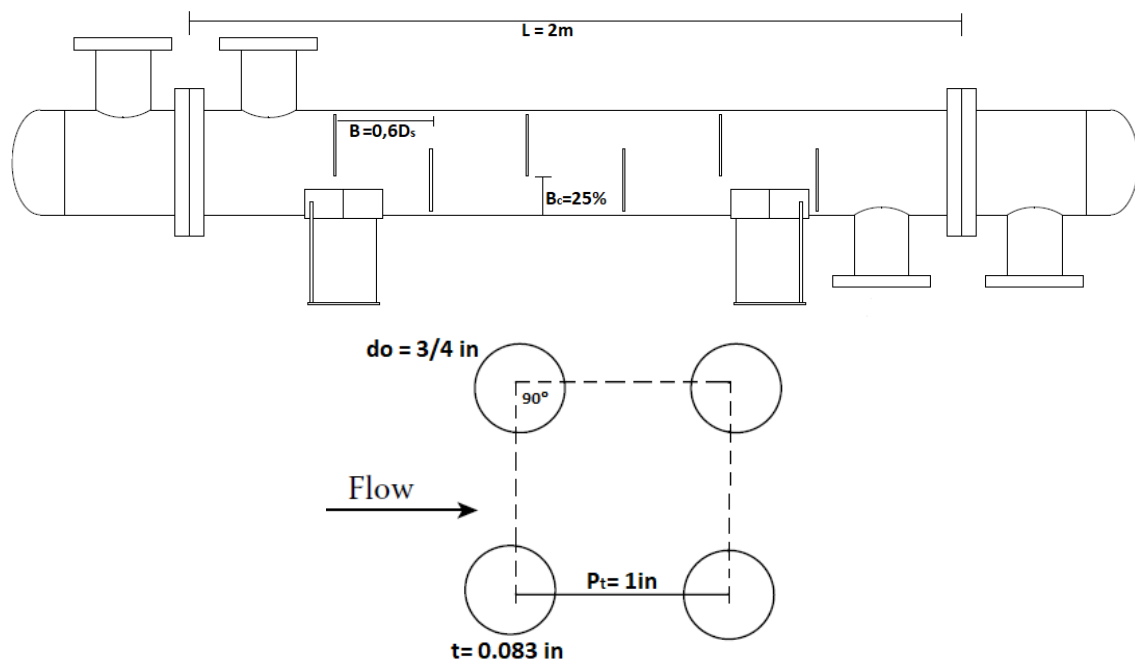 L = 2m
B=0,6Ds
Bc=25%
do = 3/4 in
90°
Flow
Pt= 1in
t= 0.083 in